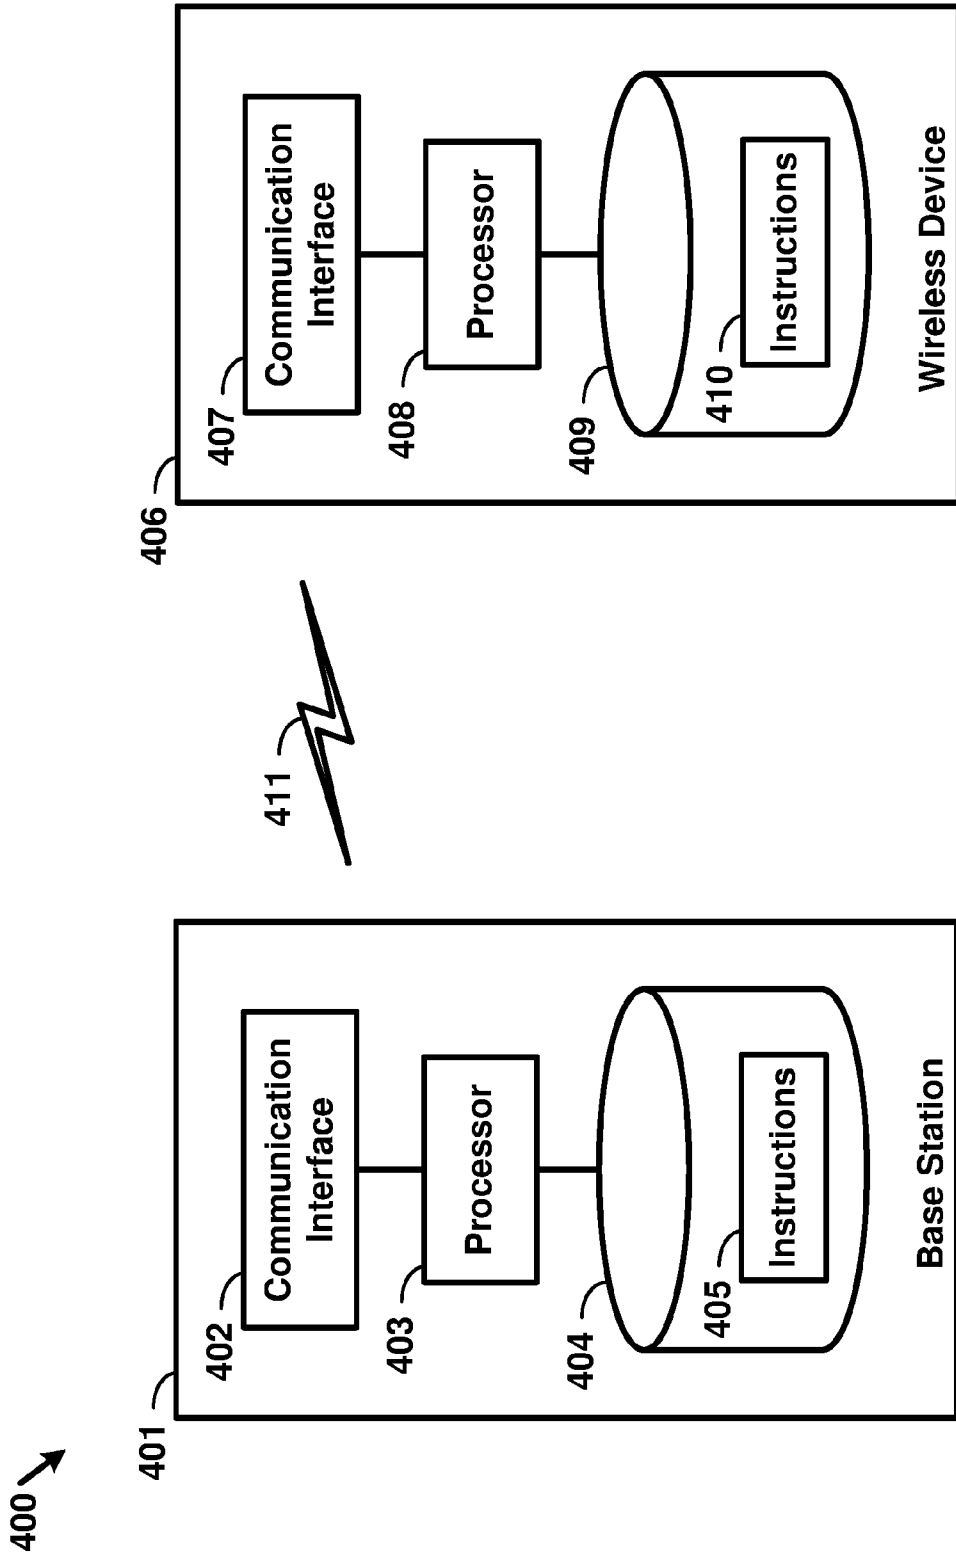 400
401
402
Communication
Interface
403
Processor
404
405
Instructions
Base Station
411
406
407
Communication
Interface
408
Processor
409
410
Instructions
Wireless Device